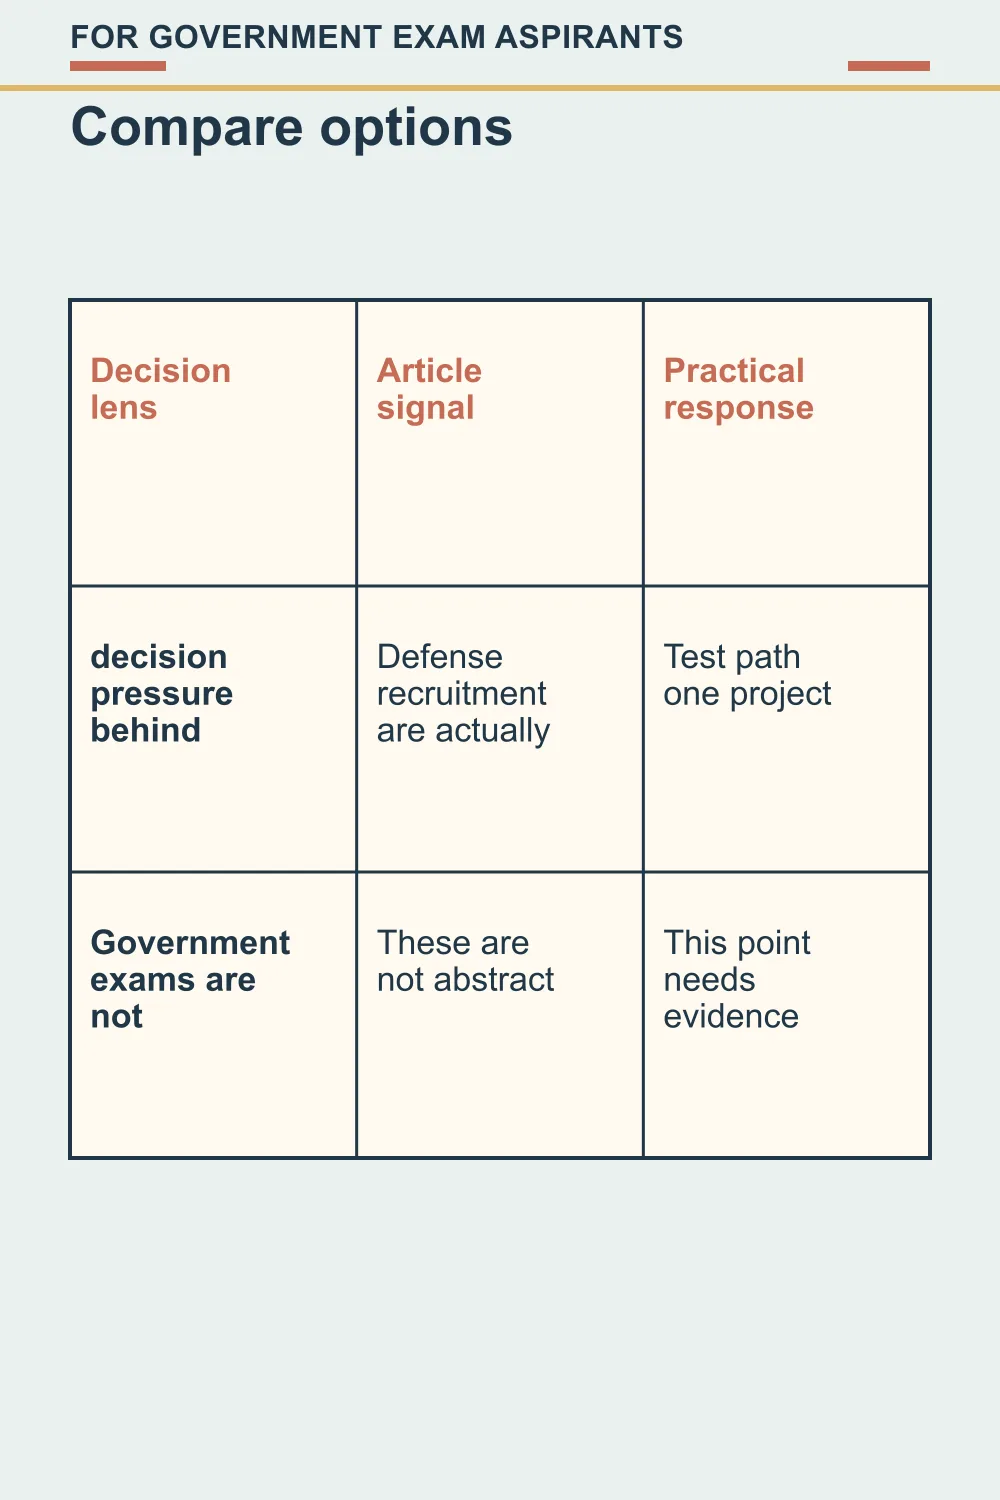 FOR GOVERNMENT EXAM ASPIRANTS
Compare options
Decision
lens
Article
signal
Practical
response
decision
pressure
behind
Defense
recruitment
are actually
Test path
one project
Government
exams are
not
These are
not abstract
This point
needs
evidence